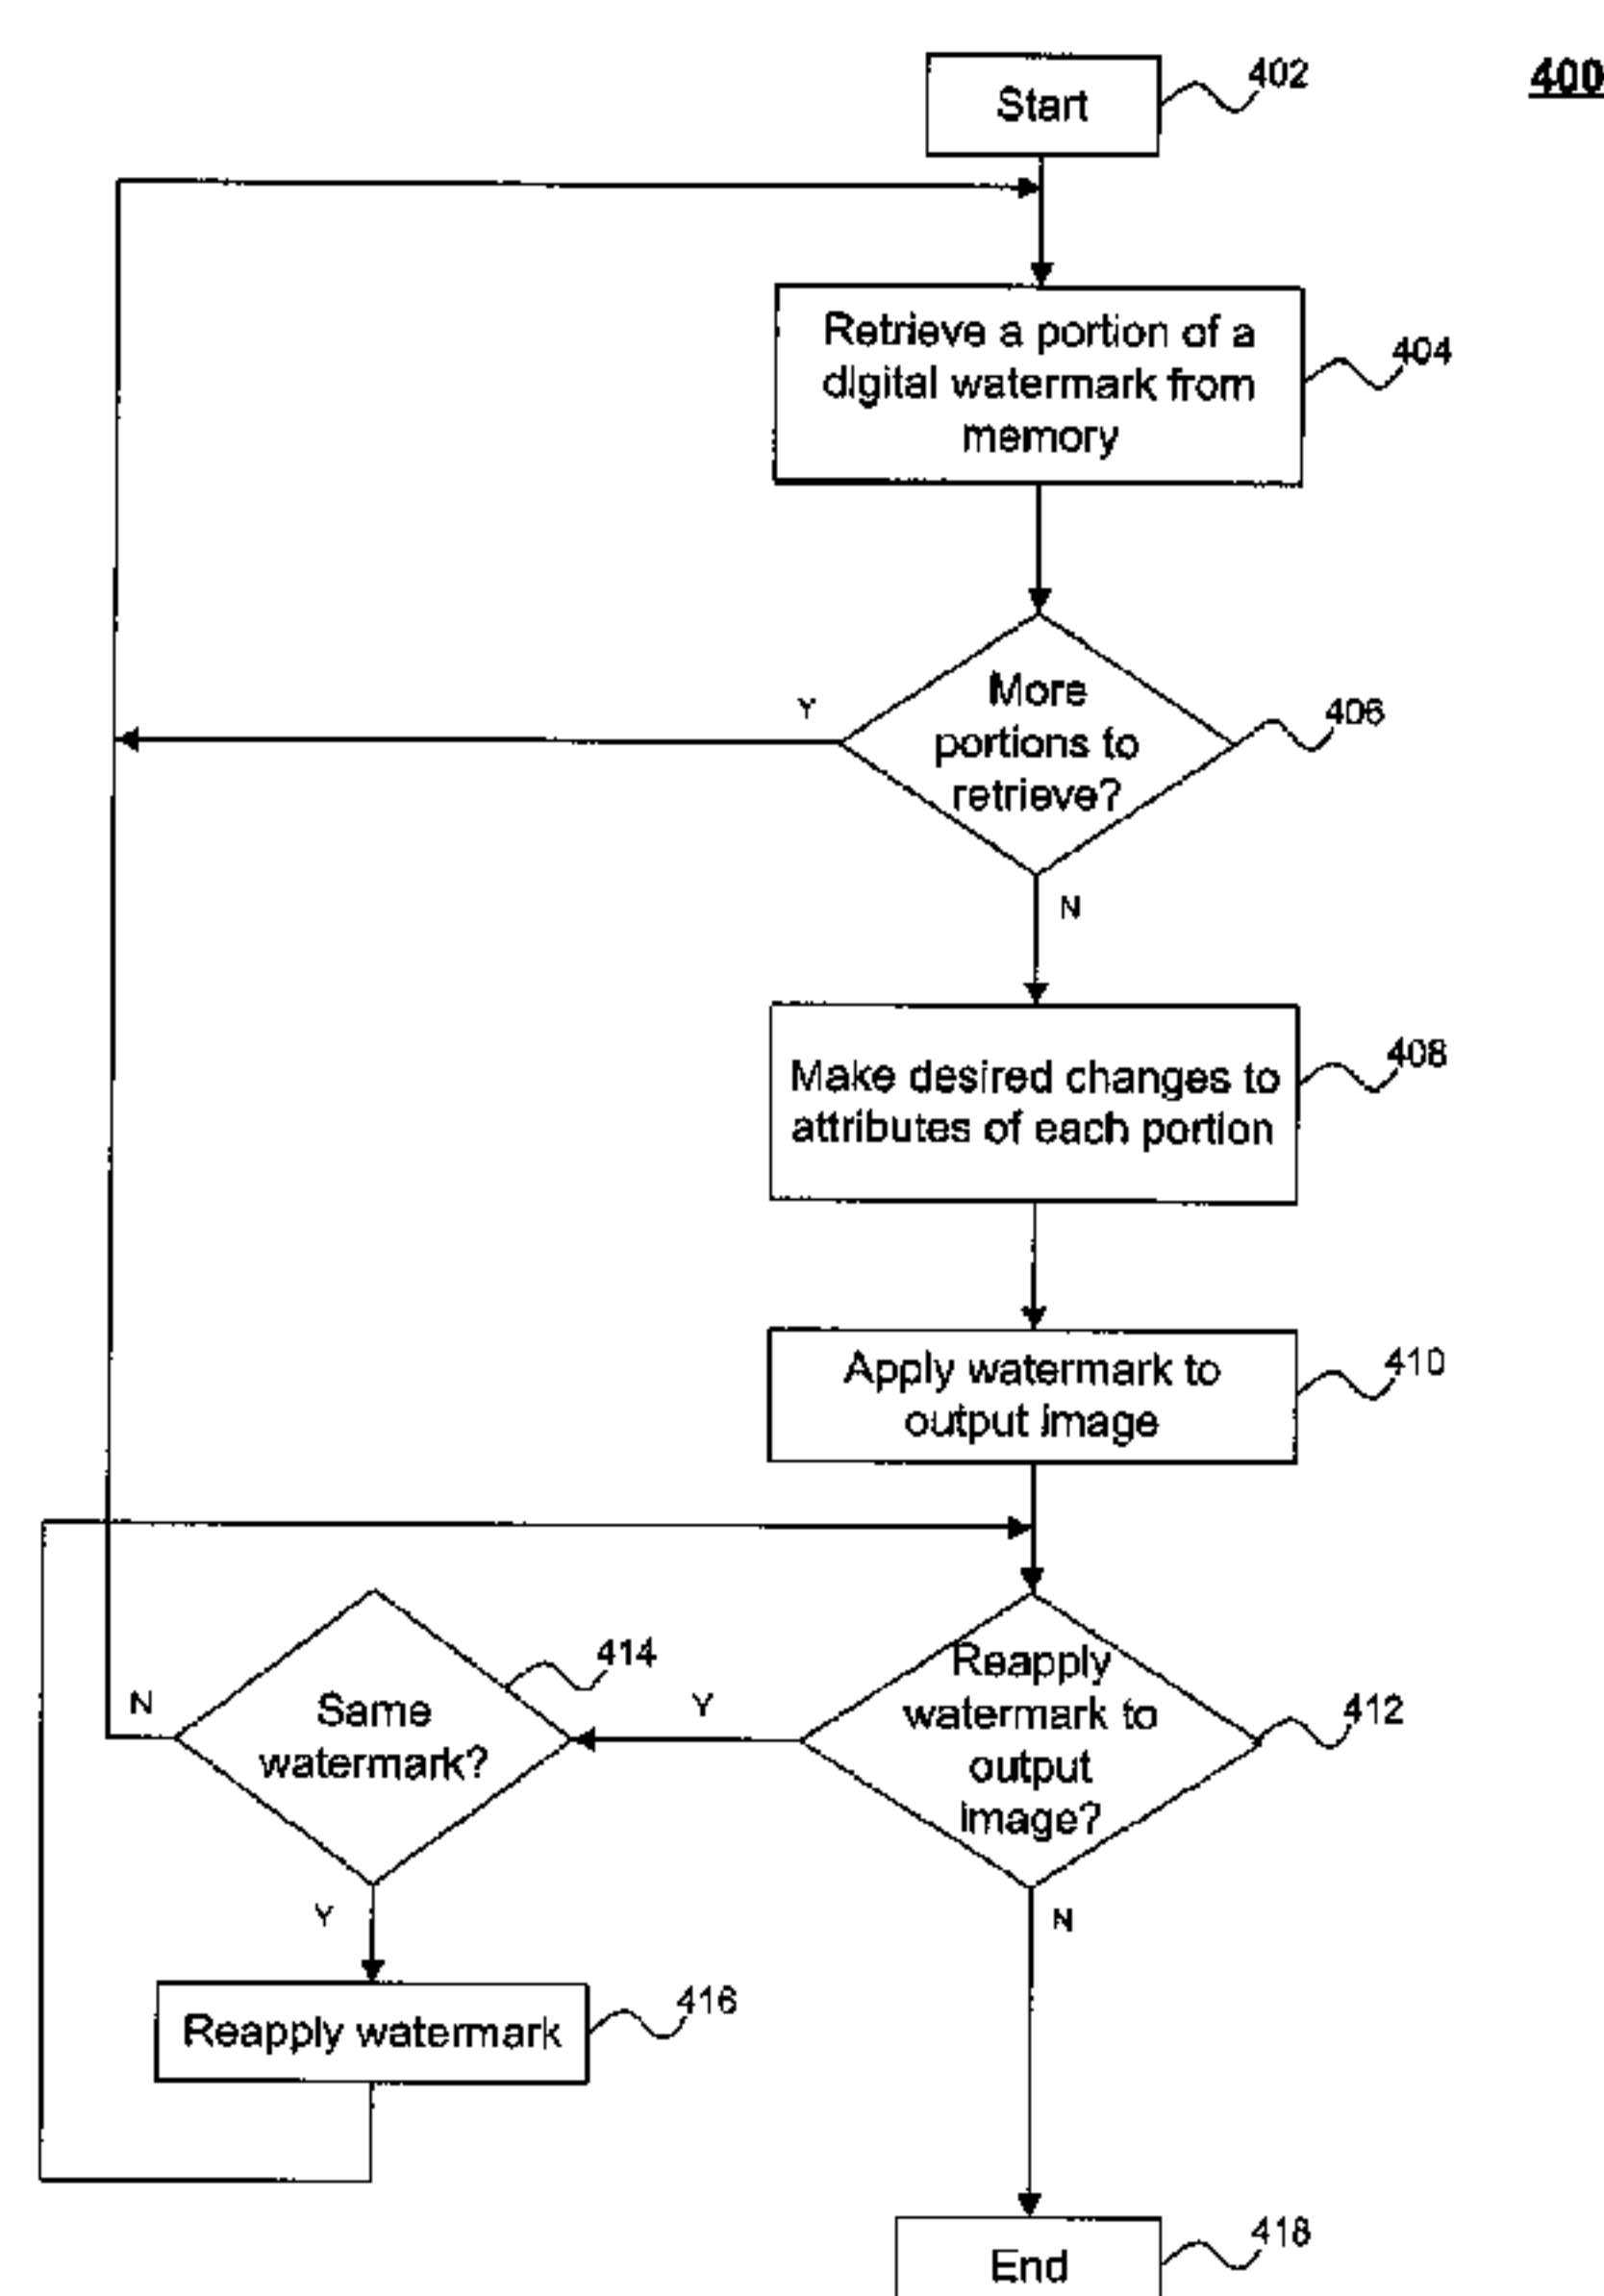 400
Start
402
Retrieve a portion of a
digital watermark from
memory
404
More
portions to
retrieve?
406
Y
N
Make desired changes to
attributes of each portion
408
Apply watermark to
output image
410
Reapply
watermark to
output
image?
412
Y
N
Same
watermark?
414
N
Y
Reapply watermark
416
End
418